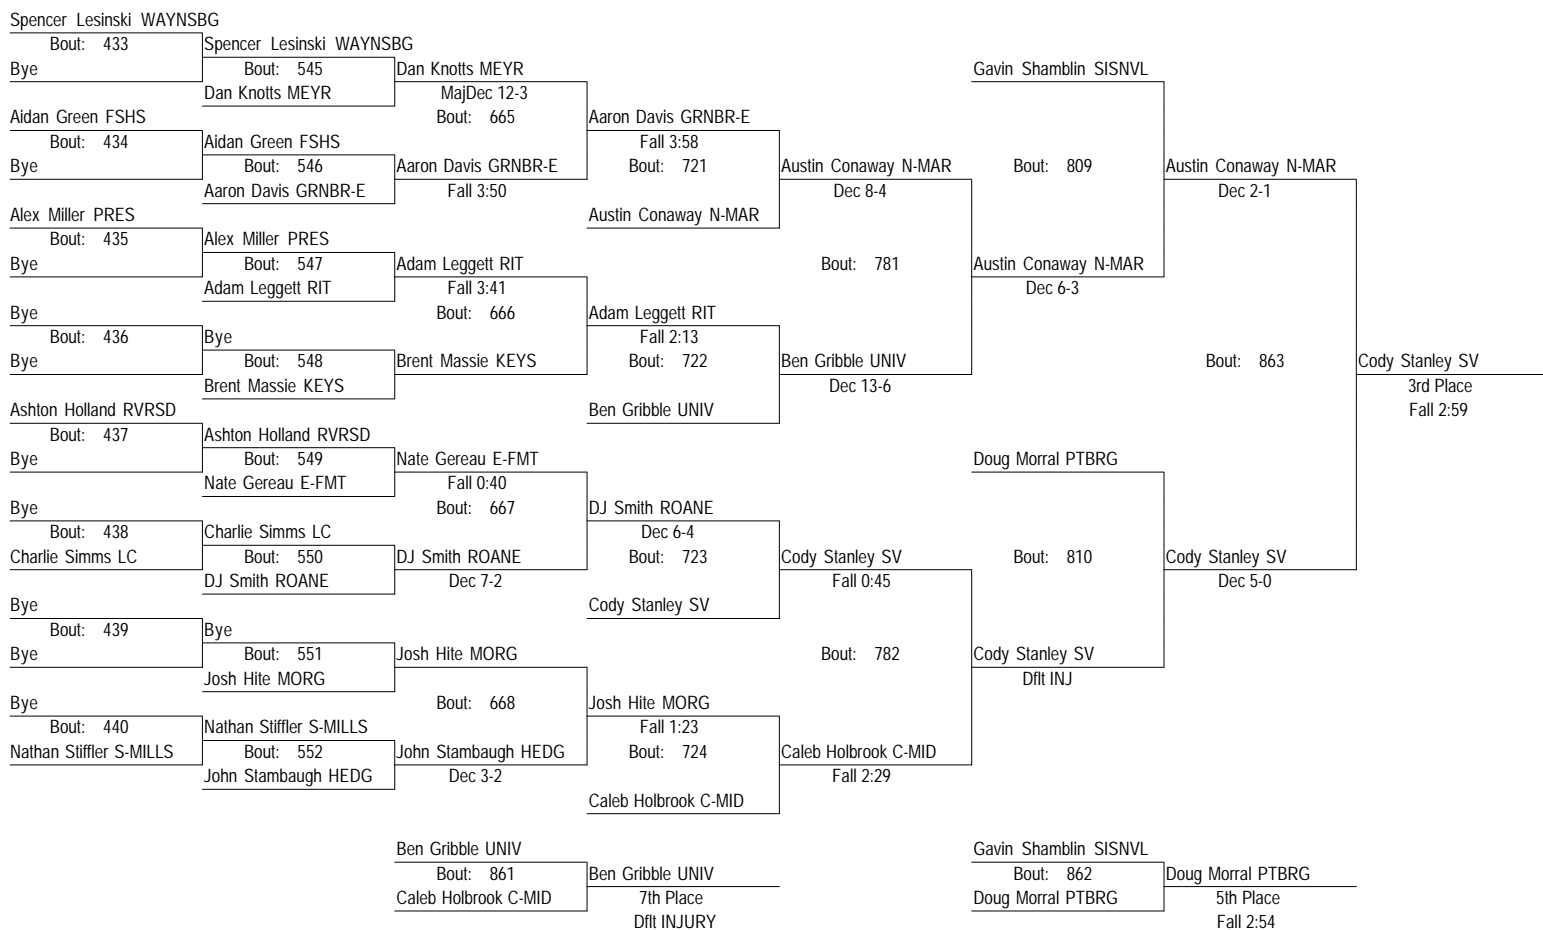 Spencer Lesinski WAYNSBG
Bout: 433
Bye
Aidan Green FSHS
Bout: 434
Bye
Alex Miller PRES
Bout: 435
Bye
Bye
Bout: 436
Bye
Ashton Holland RVRSD
Bout: 437
Bye
Bye
Bout: 438
Charlie Simms LC
Bye
Bout: 439
Bye
Bye
Bout: 440
Nathan Stiffler S-MILLS
Spencer Lesinski WAYNSBG
Bout: 545
Dan Knotts MEYR
Aidan Green FSHS
Bout: 546
Aaron Davis GRNBR-E
Alex Miller PRES
Bout: 547
Adam Leggett RIT
Bye
Bout: 548
Brent Massie KEYS
Ashton Holland RVRSD
Bout: 549
Nate Gereau E-FMT
Charlie Simms LC
Bout: 550
DJ Smith ROANE
Bye
Bout: 551
Josh Hite MORG
Nathan Stiffler S-MILLS
Bout: 552
John Stambaugh HEDG
Dan Knotts MEYR
MajDec 12-3
Bout: 665
Aaron Davis GRNBR-E
Fall 3:50
Adam Leggett RIT
Fall 3:41
Bout: 666
Brent Massie KEYS
Nate Gereau E-FMT
Fall 0:40
Bout: 667
DJ Smith ROANE
Dec 7-2
Josh Hite MORG
Bout: 668
John Stambaugh HEDG
Dec 3-2
Aaron Davis GRNBR-E
Fall 3:58
Bout: 721
Austin Conaway N-MAR
Adam Leggett RIT
Fall 2:13
Bout: 722
Ben Gribble UNIV
DJ Smith ROANE
Dec 6-4
Bout: 723
Cody Stanley SV
Josh Hite MORG
Fall 1:23
Bout: 724
Caleb Holbrook C-MID
Austin Conaway N-MAR
Dec 8-4
Bout: 781
Ben Gribble UNIV
Dec 13-6
Cody Stanley SV
Fall 0:45
Bout: 782
Caleb Holbrook C-MID
Fall 2:29
Gavin Shamblin SISNVL
Bout: 809
Austin Conaway N-MAR
Dec 6-3
Doug Morral PTBRG
Bout: 810
Cody Stanley SV
Dflt INJ
Austin Conaway N-MAR
Dec 2-1
Bout: 863
Cody Stanley SV
Dec 5-0
Cody Stanley SV
3rd Place
Fall 2:59
Ben Gribble UNIV
Bout: 861
Caleb Holbrook C-MID
Ben Gribble UNIV
7th Place
Dflt INJURY
Gavin Shamblin SISNVL
Bout: 862
Doug Morral PTBRG
Doug Morral PTBRG
5th Place
Fall 2:54